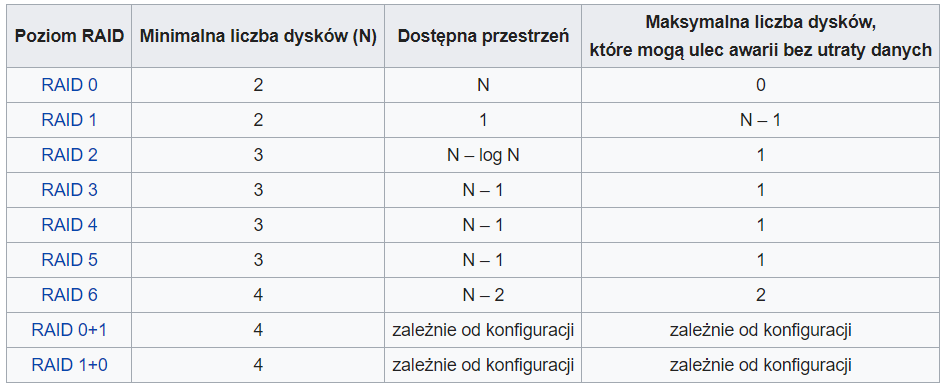 Poziom RAID Minimalna liczba dysków (N) Dostępna przestrzeń Maksymalna liczba dysków,
które mogą ulec awarii bez utraty danych
RAID 0 2 N 0
RAID 1 2 1 N – 1
RAID 2 3 N – log N 1
RAID 3 3 N – 1 1
RAID 4 3 N – 1 1
RAID 5 3 N – 1 1
RAID 6 4 N – 2 2
RAID 0+1 4 zależnie od konfiguracji zależnie od konfiguracji
RAID 1+0 4 zależnie od konfiguracji zależnie od konfiguracji